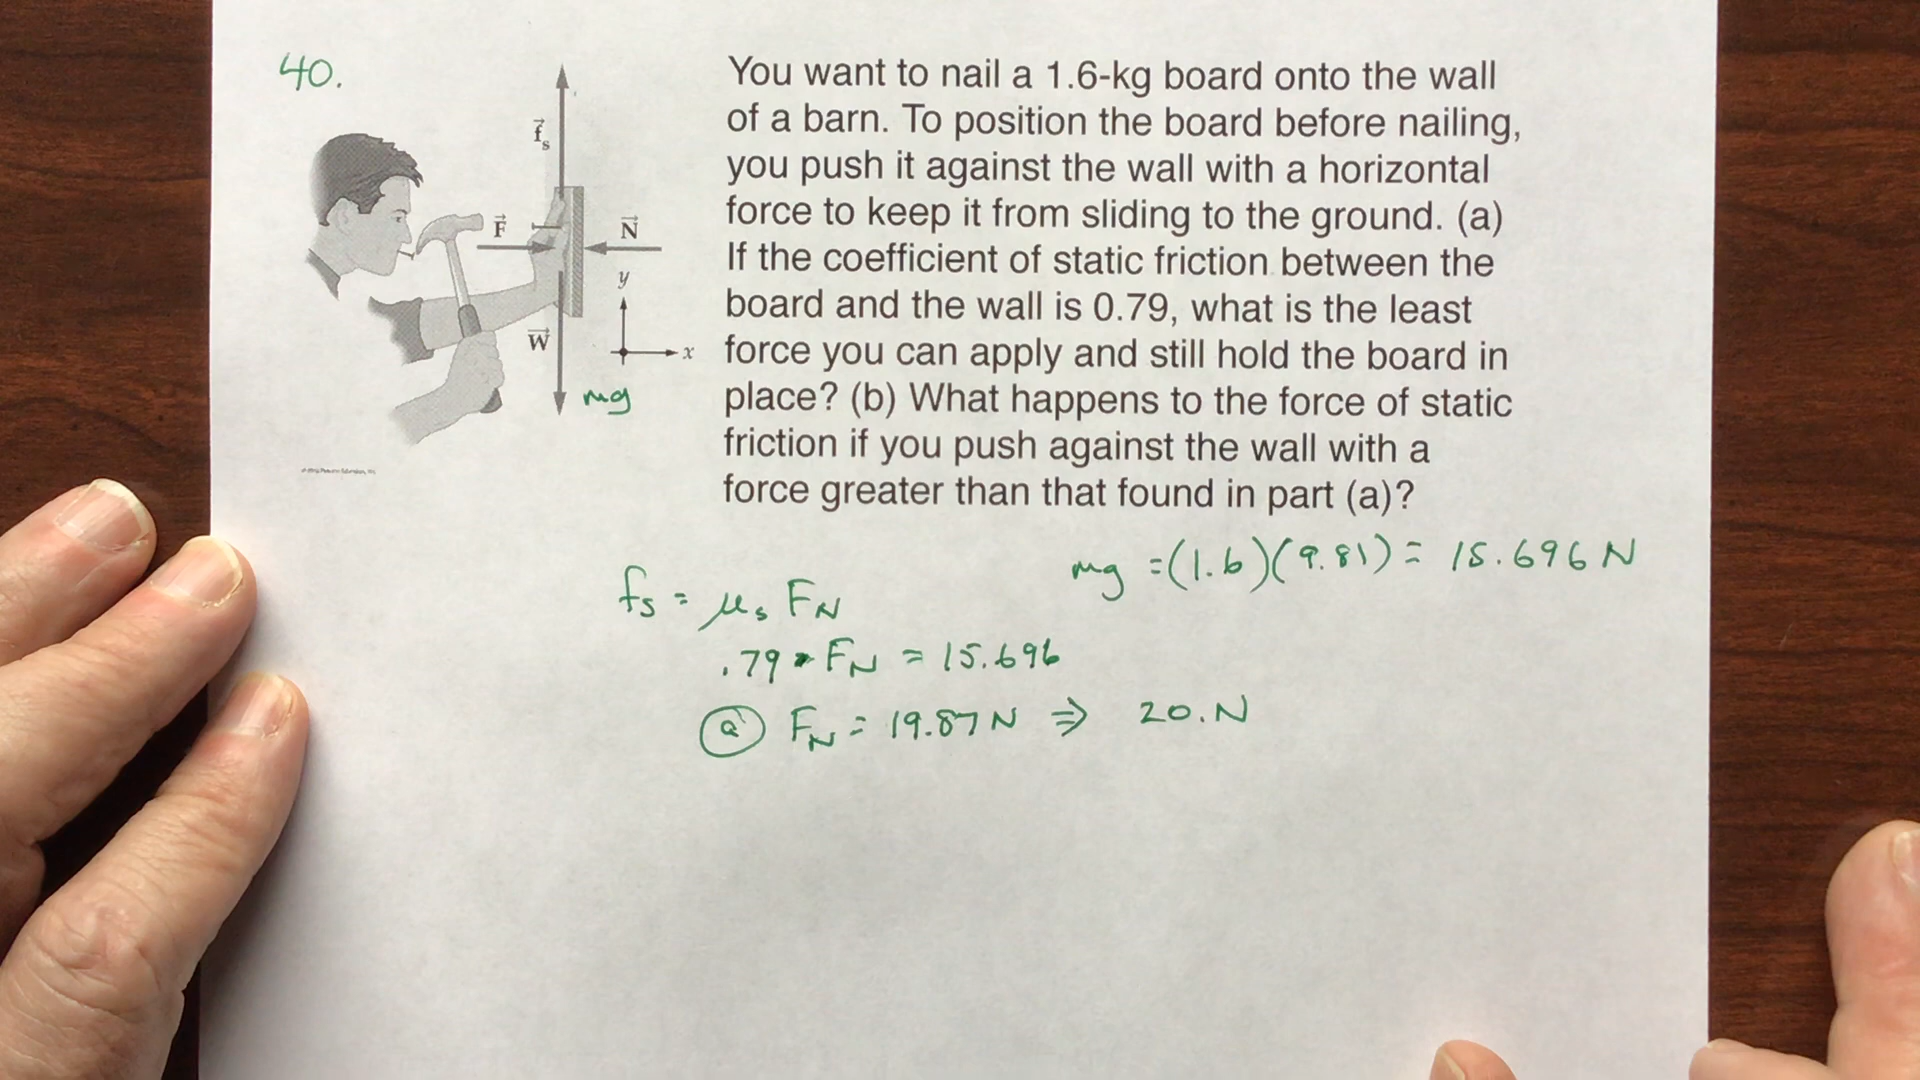 40.
You want to nail a 1.6-kg board onto the wall
of a barn. To position the board before nailing,
you push it against the wall with a horizontal
force to keep it from sliding to the ground. (a)
If the coefficient of static friction between the
board and the wall is 0.79, what is the least
force you can apply and still hold the board in
place? (b) What happens to the force of static
friction if you push against the wall with a
force greater than that found in part (a)?
f⃗s
F⃗
N⃗
y
x
W⃗
mg
mg = (1.6)(9.81) = 15.696 N
fs = μs FN
.79 • FN = 15.696
(a) FN = 19.87 N ⇒ 20. N